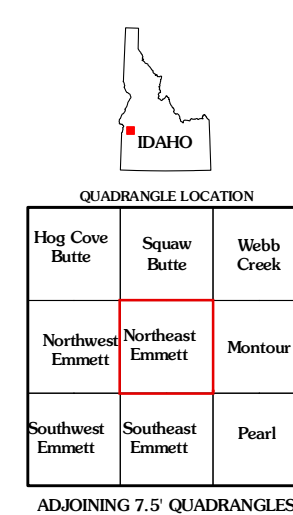 IDAHO
QUADRANGLE LOCATION
Hog Cove
Butte
Squaw
Butte
Webb
Creek
Northwest
Emmett
Northeast
Emmett
Montour
Southwest
Emmett
Southeast
Emmett
Pearl
ADJOINING 7.5' QUADRANGLES